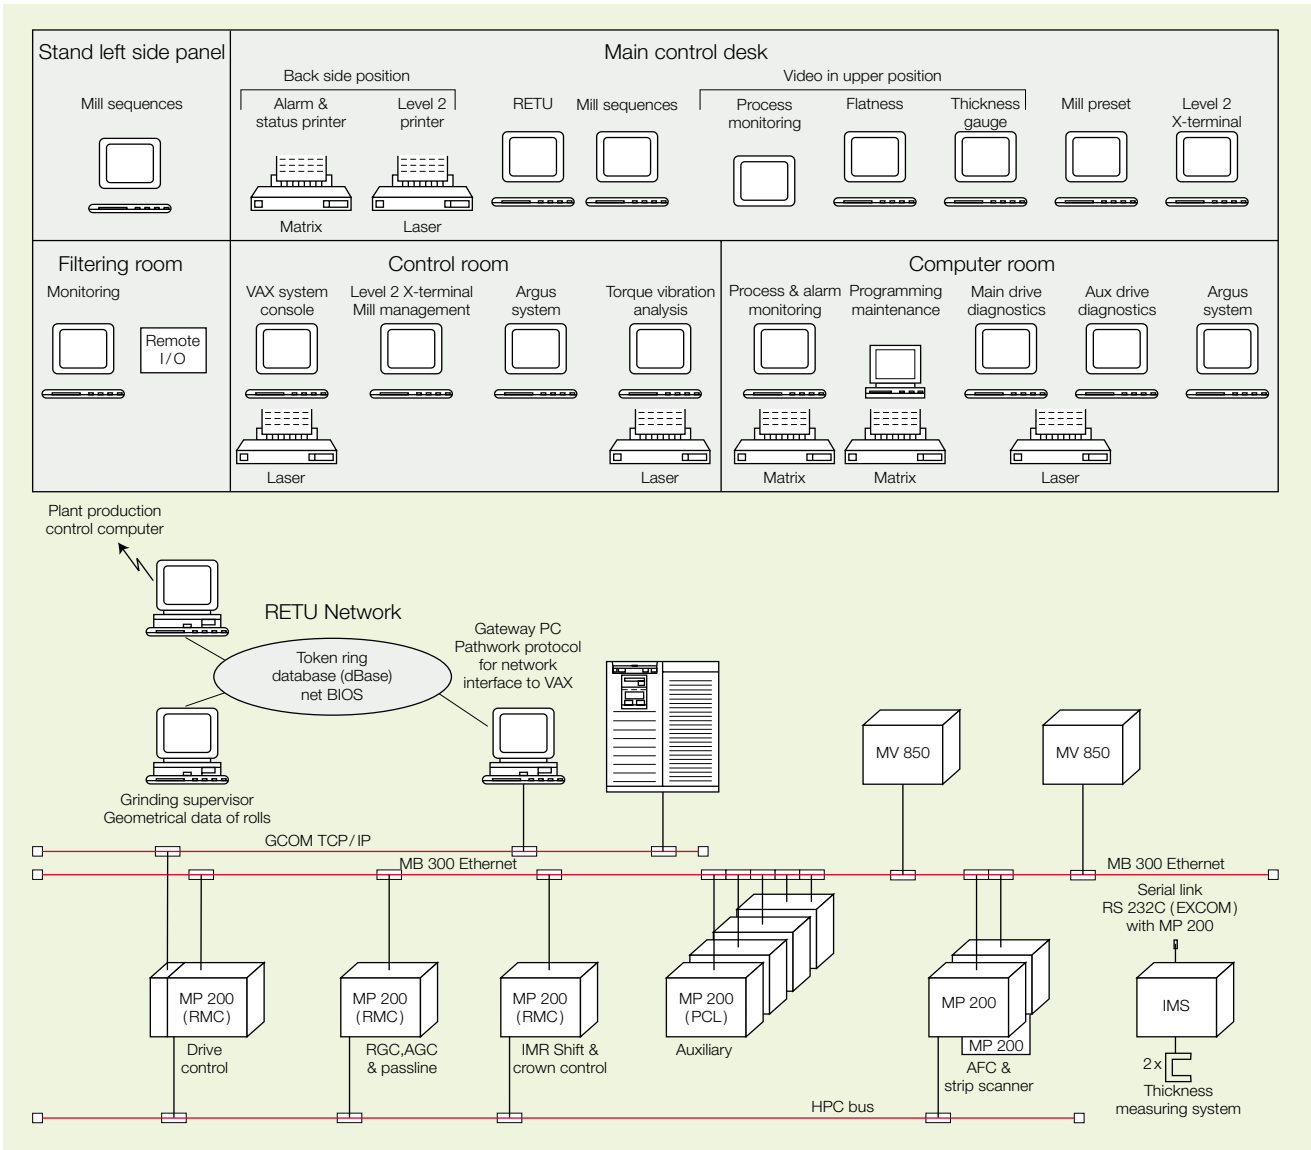 Stand left side panel
Mill sequences
Main control desk
Back side position
Video in upper position
Alarm &
status printer
Level 2
printer
RETU
Mill sequences
Process
monitoring
Flatness
Thickness
gauge
Mill preset
Level 2
X-terminal
Matrix
Laser
Filtering room
Monitoring
Remote
I/O
Control room
VAX system
console
Level 2 X-terminal
Mill management
Argus
system
Torque vibration
analysis
Laser
Laser
Computer room
Process & alarm
monitoring
Programming
maintenance
Main drive
diagnostics
Aux drive
diagnostics
Argus
system
Matrix
Matrix
Laser
Plant production
control computer
RETU Network
Token ring
database (dBase)
net BIOS
Gateway PC
Pathwork protocol
for network
interface to VAX
Grinding supervisor
Geometrical data of rolls
MV 850
MV 850
GCOM TCP/IP
MB 300 Ethernet
MB 300 Ethernet
Serial link
RS 232C (EXCOM)
with MP 200
MP 200
(RMC)
Drive
control
MP 200
(RMC)
RGC,AGC
& passline
MP 200
(RMC)
IMR Shift &
crown control
MP 200
(PCL)
Auxiliary
MP 200
MP 200
AFC &
strip scanner
IMS
2 x
Thickness
measuring system
HPC bus